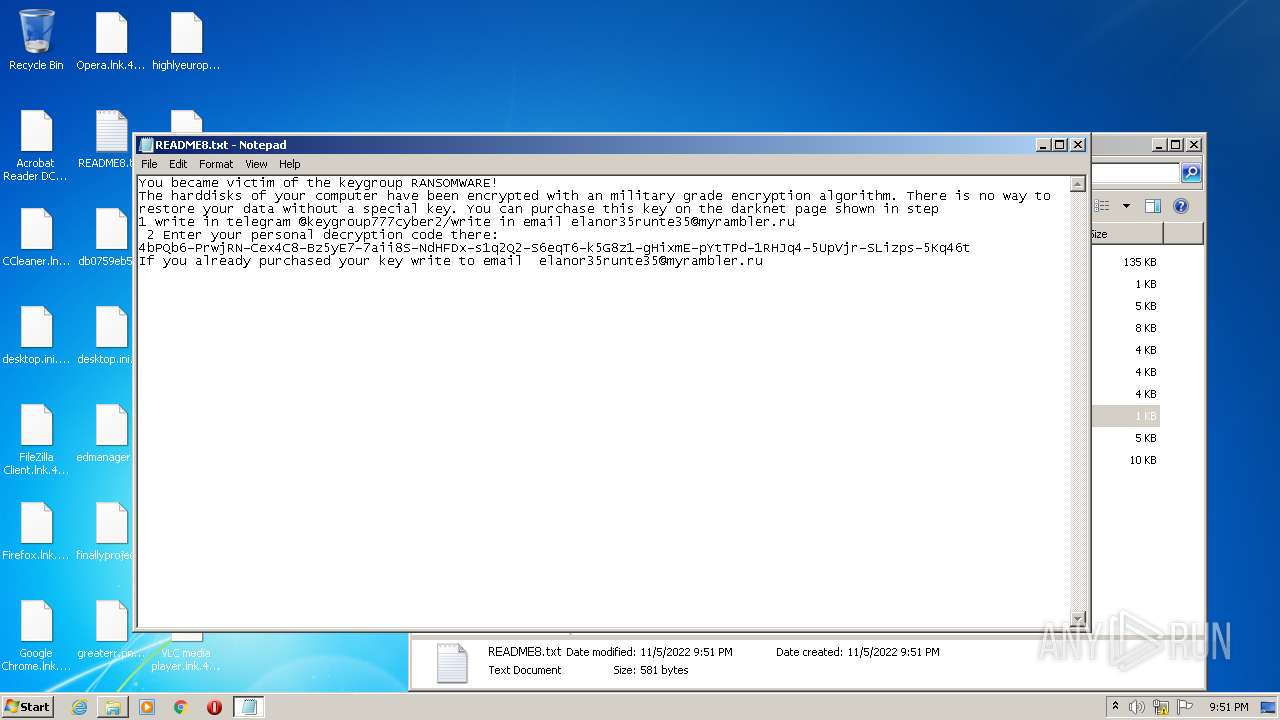 Recycle Bin
Opera.lnk.4...
highlyeurop...
Acrobat
Reader DC...
README8.t
CCleaner.ln...
db0759eb5
desktop.ini....
desktop.ini.
FileZilla
Client.lnk.4...
edmanager
Firefox.lnk....
finallyprojec
Google
Chrome.lnk....
greaterr.pn...
VLC media
player.lnk.4...
README8.txt - Notepad
File Edit Format View Help
You became victim of the keygroup RANSOMWARE!
The harddisks of your computer have been encrypted with an military grade encryption algorithm. There is no way to
restore your data without a special key. You can purchase this key on the darknet page shown in step
1 write in telegram @keygroup777cyber27/write in email elanor35runte35@myrambler.ru
2 Enter your personal decryption code there:
4bPQb6-PrwjRN-Cex4C8-Bz5yE7-7aii8S-NdHFDx-s1q2Q2-S6eqT6-k5G8z1-gHixmE-pYtTPd-1RHJq4-5UpVjr-SLizps-5Kq46t
If you already purchased your key write to email elanor35runte35@myrambler.ru
Size
135 KB
1 KB
5 KB
8 KB
4 KB
4 KB
4 KB
1 KB
5 KB
10 KB
README8.txt Date modified: 11/5/2022 9:51 PM Date created: 11/5/2022 9:51 PM
Text Document Size: 581 bytes
ANY RUN
Start
9:51 PM